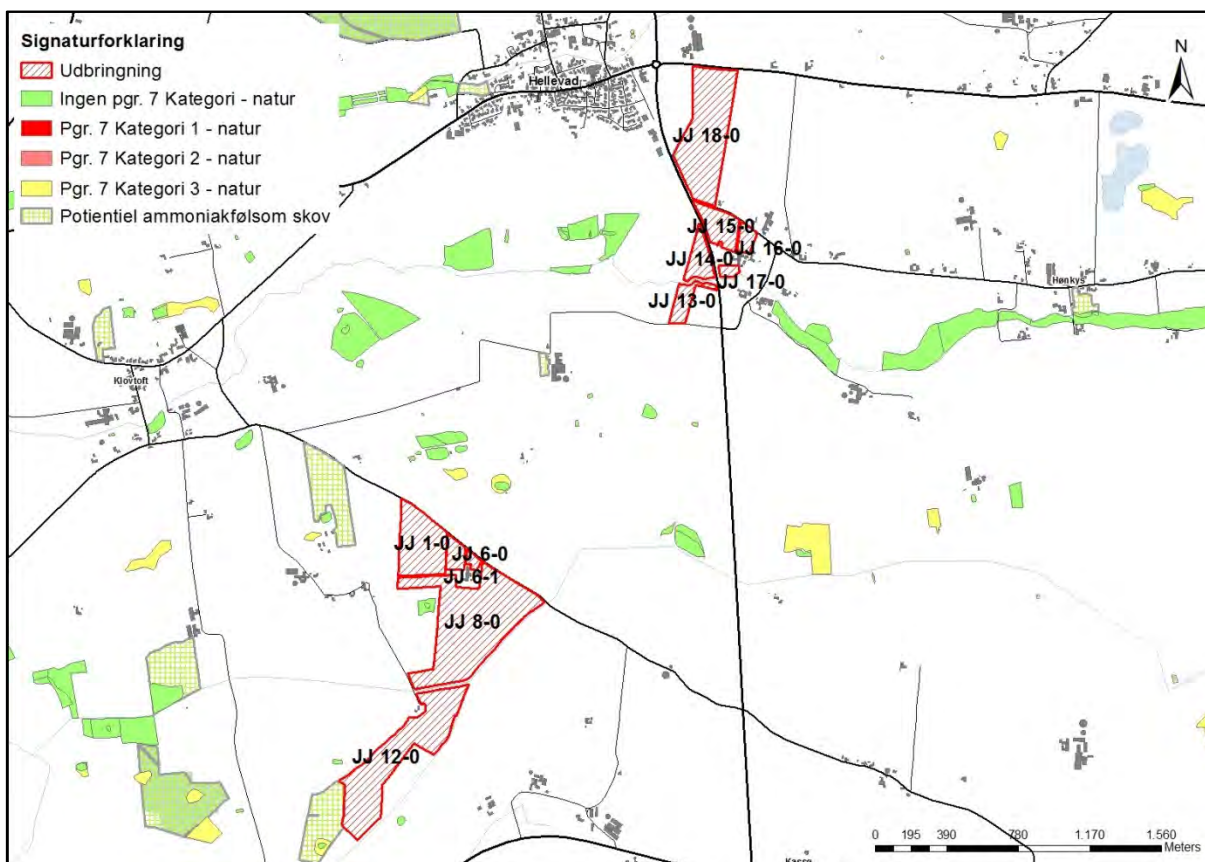 Signaturforklaring
Udbringning
Ingen pgr. 7 Kategori - natur
Pgr. 7 Kategori 1 - natur
Pgr. 7 Kategori 2 - natur
Pgr. 7 Kategori 3 - natur
Potientiel ammoniakfølsom skov
N
Hellevad
JJ 18-0
JJ 15-0
JJ 16-0
JJ 14-0
JJ 17-0
JJ 13-0
Hønkys
Klovtoft
JJ 1-0
JJ 6-0
JJ 6-1
JJ 8-0
JJ 12-0
0 195 390 780 1.170 1.560
Meters